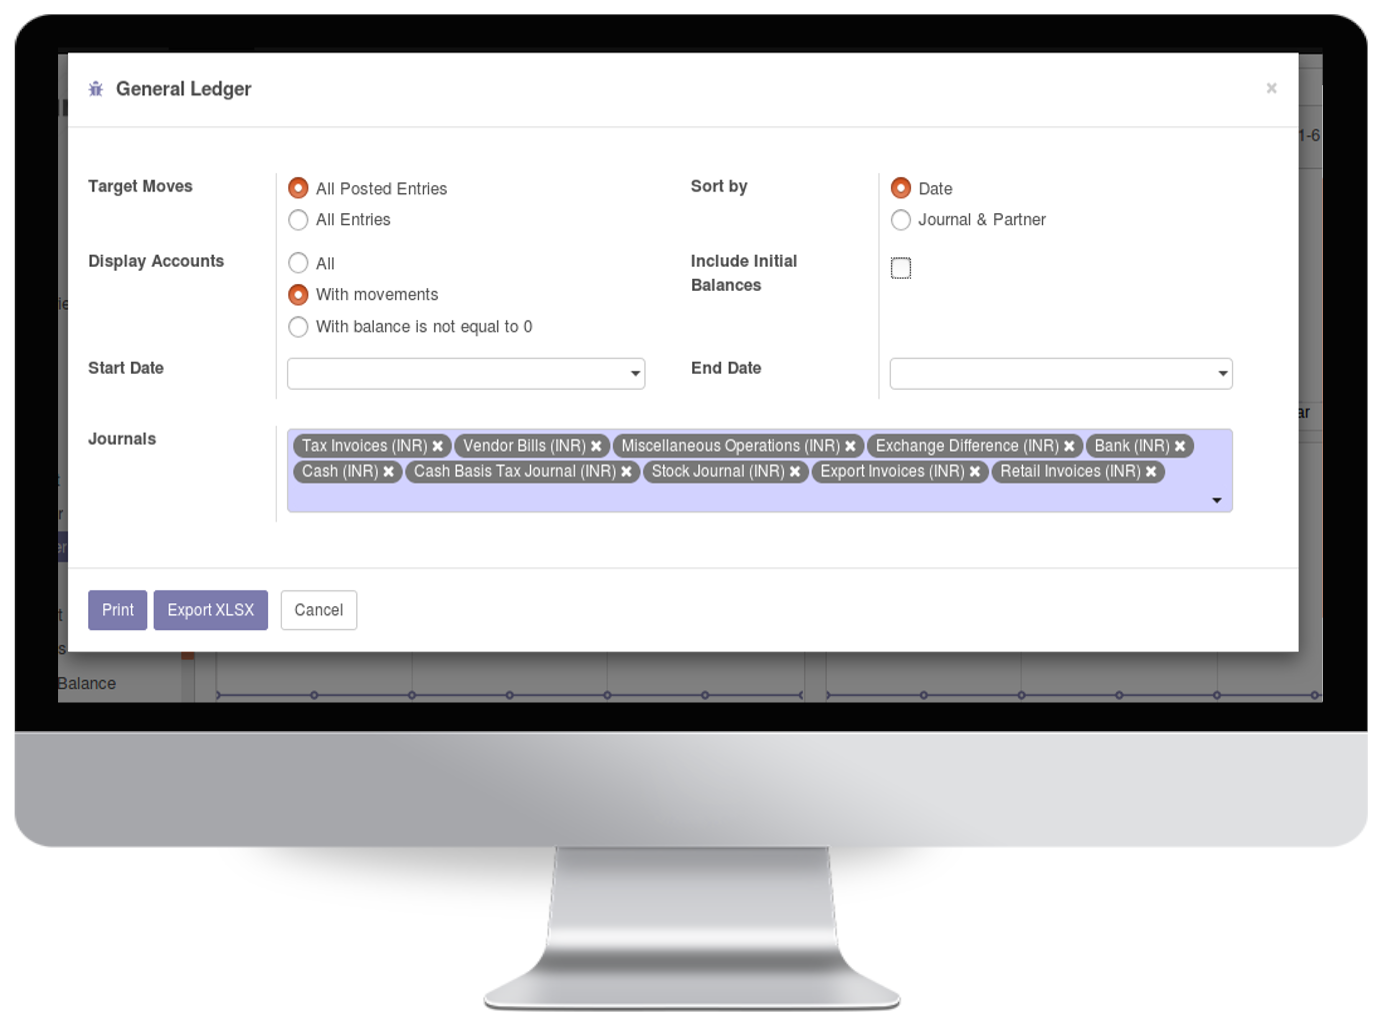 General Ledger ×
1-6
Target Moves
All Posted Entries
All Entries
Sort by
Date
Journal & Partner
Display Accounts
All
With movements
With balance is not equal to 0
Include Initial
Balances
Start Date
End Date
ar
Journals
Tax Invoices (INR) ✖ Vendor Bills (INR) ✖ Miscellaneous Operations (INR) ✖ Exchange Difference (INR) ✖ Bank (INR) ✖
Cash (INR) ✖ Cash Basis Tax Journal (INR) ✖ Stock Journal (INR) ✖ Export Invoices (INR) ✖ Retail Invoices (INR) ✖
Print Export XLSX Cancel
Balance